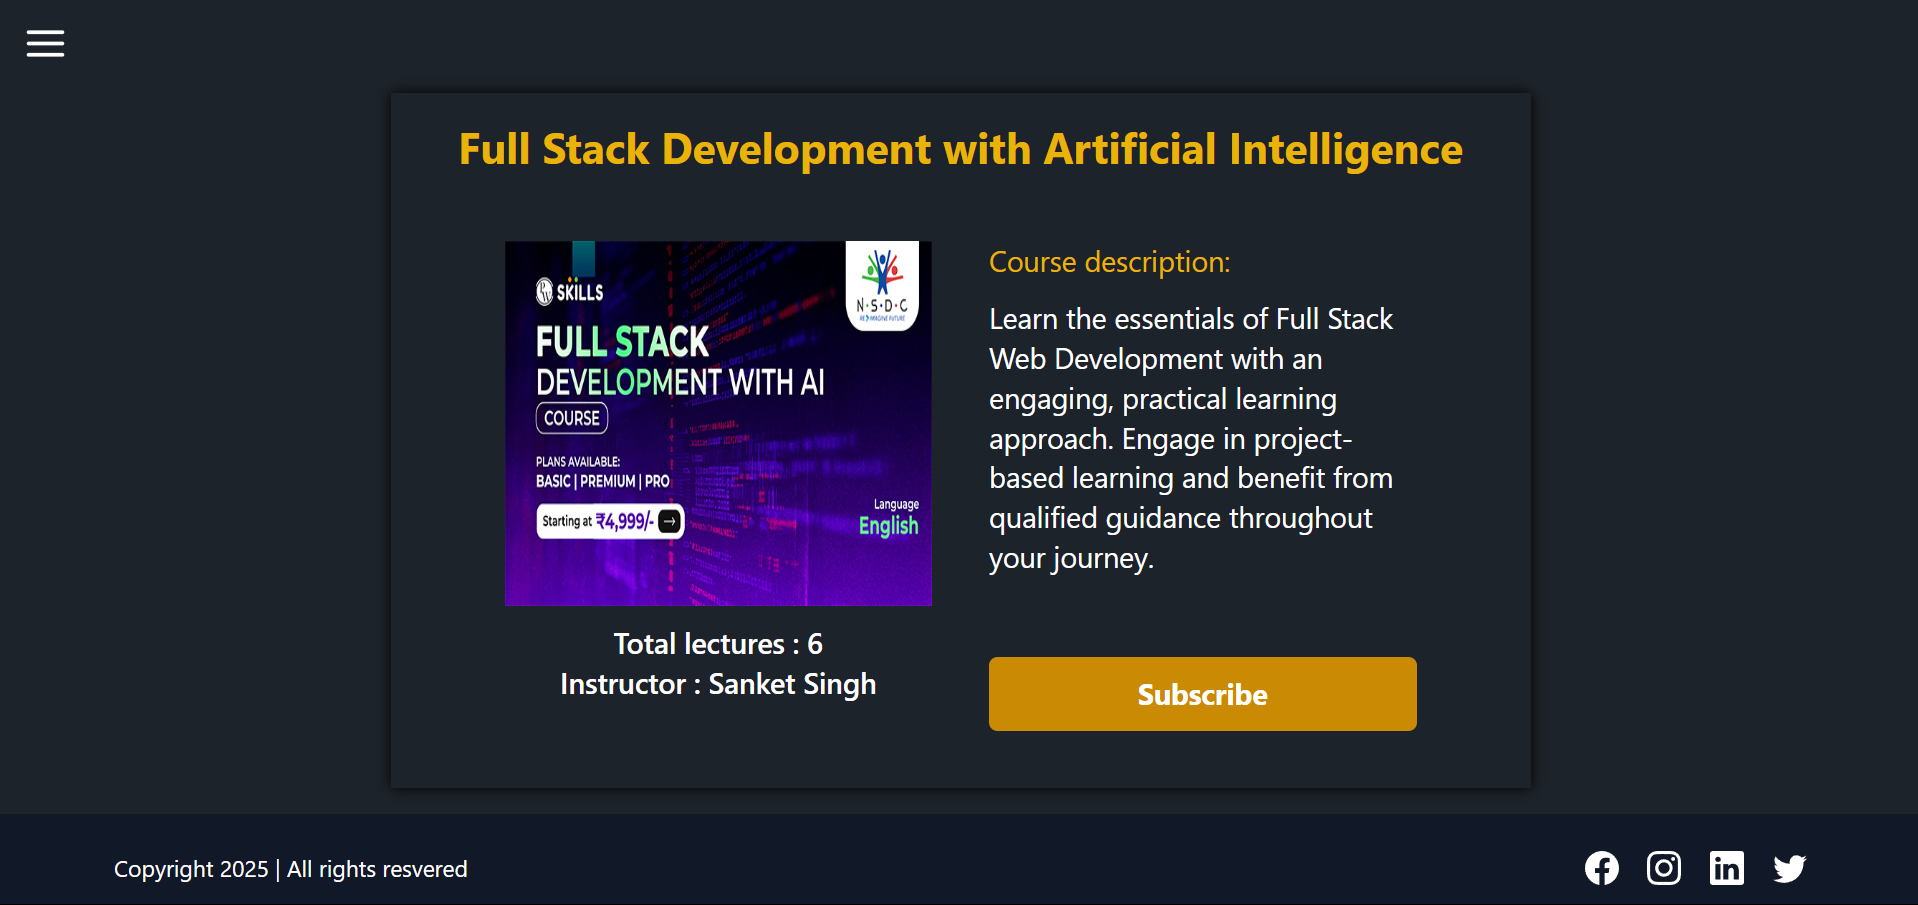 Full Stack Development with Artificial Intelligence
SKILLS
N·S·D·C
RE IMAGINE FUTURE
FULL STACK
DEVELOPMENT WITH AI
COURSE
PLANS AVAILABLE:
BASIC | PREMIUM | PRO
Starting at ₹4,999/-
Language
English
Total lectures : 6
Instructor : Sanket Singh
Course description:
Learn the essentials of Full Stack
Web Development with an
engaging, practical learning
approach. Engage in project-
based learning and benefit from
qualified guidance throughout
your journey.
Subscribe
Copyright 2025 | All rights resvered